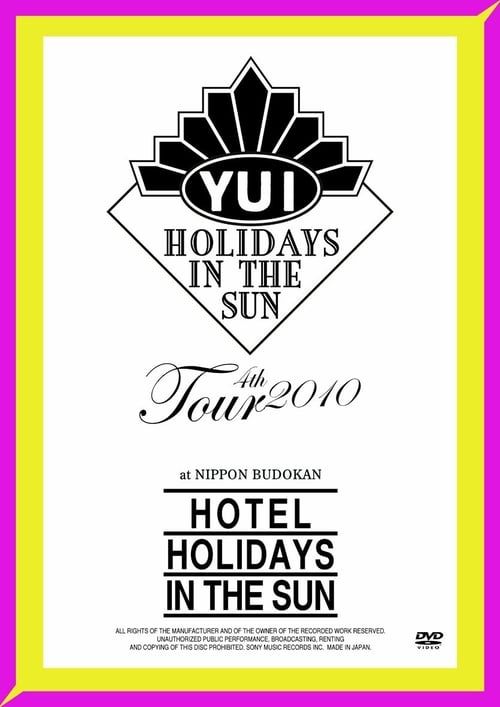 YUI
HOLIDAYS
IN THE
SUN
4th
Tour 2010
at NIPPON BUDOKAN
HOTEL
HOLIDAYS
IN THE SUN
ALL RIGHTS OF THE MANUFACTURER AND OF THE OWNER OF THE RECORDED WORK RESERVED.
UNAUTHORIZED PUBLIC PERFORMANCE, BROADCASTING, RENTING
AND COPYING OF THIS DISC PROHIBITED. SONY MUSIC RECORDS INC. MADE IN JAPAN.
DVD
VIDEO